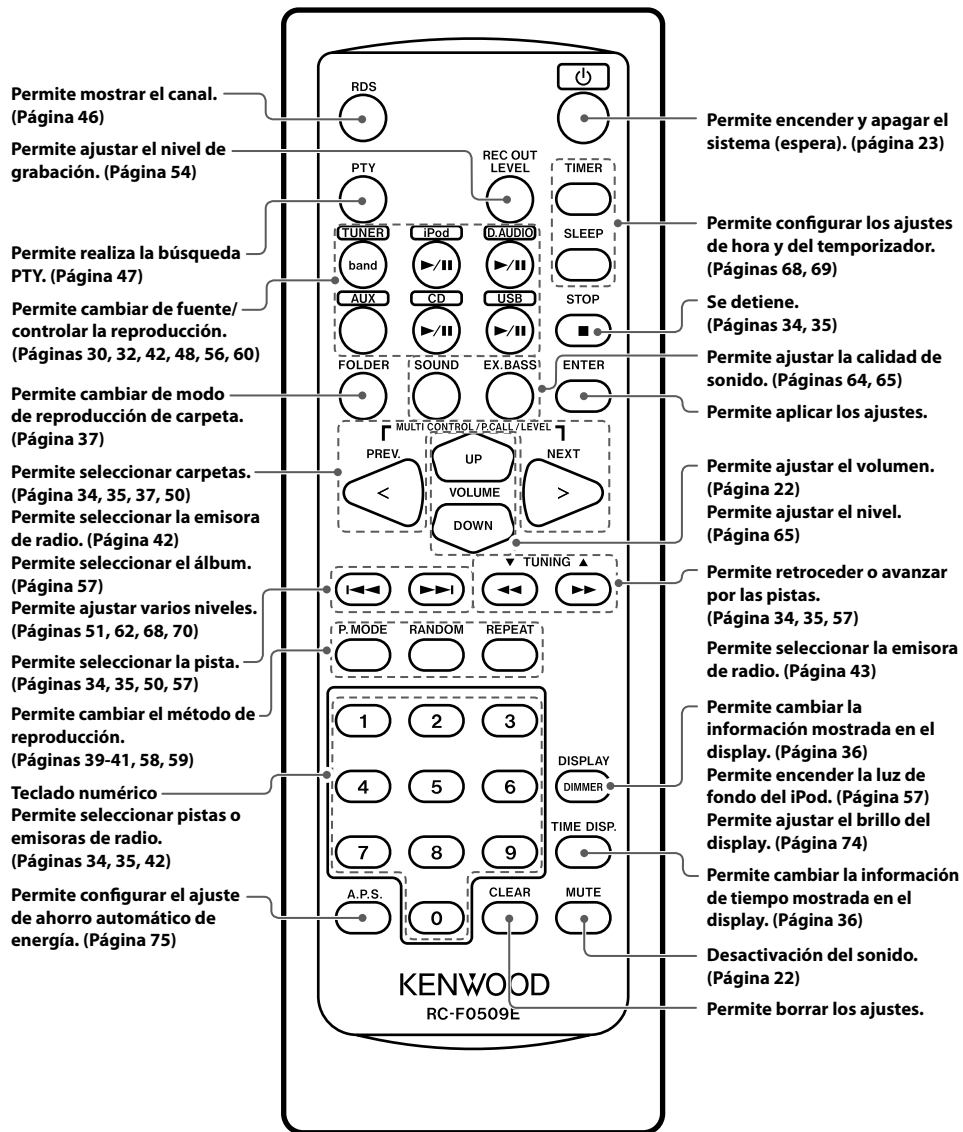 Permite mostrar el canal.
(Página 46)
Permite ajustar el nivel de
grabación. (Página 54)
Permite realiza la búsqueda
PTY. (Página 47)
Permite cambiar de fuente/
controlar la reproducción.
(Páginas 30, 32, 42, 48, 56, 60)
Permite cambiar de modo
de reproducción de carpeta.
(Página 37)
Permite seleccionar carpetas.
(Página 34, 35, 37, 50)
Permite seleccionar la emisora
de radio. (Página 42)
Permite seleccionar el álbum.
(Página 57)
Permite ajustar varios niveles.
(Páginas 51, 62, 68, 70)
Permite seleccionar la pista.
(Páginas 34, 35, 50, 57)
Permite cambiar el método de
reproducción.
(Páginas 39-41, 58, 59)
Teclado numérico
Permite seleccionar pistas o
emisoras de radio.
(Páginas 34, 35, 42)
Permite configurar el ajuste
de ahorro automático de
energía. (Página 75)
RDS
PTY
REC OUT
LEVEL
TIMER
SLEEP
TUNER iPod D.AUDIO
band ►/II ►/II
AUX CD USB
►/II ►/II
STOP
■
FOLDER SOUND EX.BASS ENTER
MULTI CONTROL / P.CALL / LEVEL
PREV. UP NEXT
< VOLUME >
DOWN
▼ TUNING ▲
I◄◄ ►►I ◄◄ ►►
P.MODE RANDOM REPEAT
1 2 3
4 5 6
7 8 9
0
DISPLAY
DIMMER
TIME DISP.
A.P.S. CLEAR MUTE
KENWOOD
RC-F0509E
Permite encender y apagar el
sistema (espera). (página 23)
Permite configurar los ajustes
de hora y del temporizador.
(Páginas 68, 69)
Se detiene.
(Páginas 34, 35)
Permite ajustar la calidad de
sonido. (Páginas 64, 65)
Permite aplicar los ajustes.
Permite ajustar el volumen.
(Página 22)
Permite ajustar el nivel.
(Página 65)
Permite retroceder o avanzar
por las pistas.
(Páginas 34, 35, 57)
Permite seleccionar la emisora
de radio. (Página 43)
Permite cambiar la
información mostrada en el
display. (Página 36)
Permite encender la luz de
fondo del iPod. (Página 57)
Permite ajustar el brillo del
display. (Página 74)
Permite cambiar la información
de tiempo mostrada en el
display. (Página 36)
Desactivación del sonido.
(Página 22)
Permite borrar los ajustes.